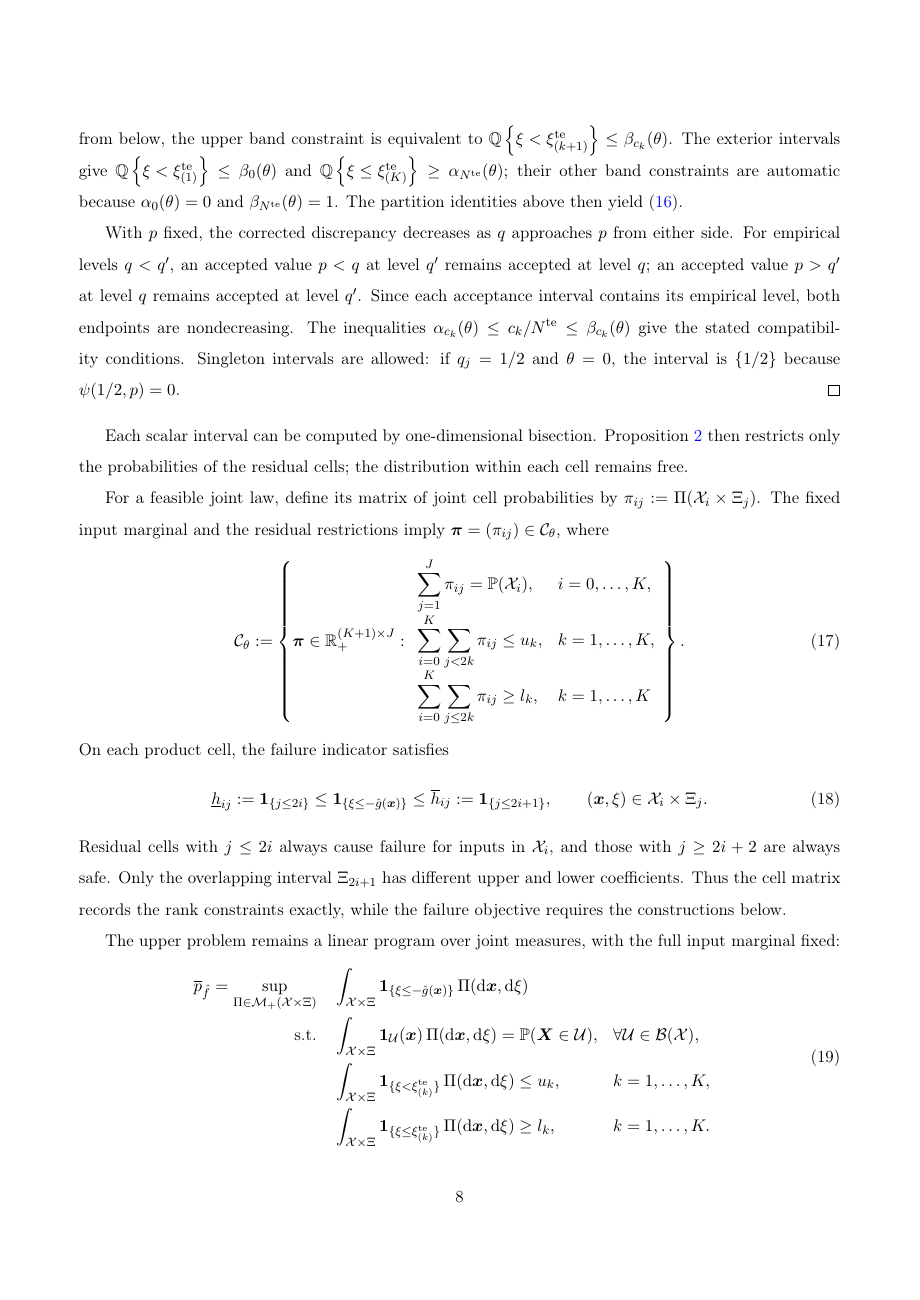 from below, the upper band constraint is equivalent to ℚ{ξ < ξ^te_(k+1)} ≤ β_{c_k}(θ). The exterior intervals
give ℚ{ξ < ξ^te_(1)} ≤ β_0(θ) and ℚ{ξ ≤ ξ^te_(K)} ≥ α_{N^te}(θ); their other band constraints are automatic
because α_0(θ) = 0 and β_{N^te}(θ) = 1. The partition identities above then yield (16).
With p fixed, the corrected discrepancy decreases as q approaches p from either side. For empirical
levels q < q′, an accepted value p < q at level q′ remains accepted at level q; an accepted value p > q′
at level q remains accepted at level q′. Since each acceptance interval contains its empirical level, both
endpoints are nondecreasing. The inequalities α_{c_k}(θ) ≤ c_k/N^te ≤ β_{c_k}(θ) give the stated compatibil-
ity conditions. Singleton intervals are allowed: if q_j = 1/2 and θ = 0, the interval is {1/2} because
ψ(1/2, p) = 0. □
Each scalar interval can be computed by one-dimensional bisection. Proposition 2 then restricts only
the probabilities of the residual cells; the distribution within each cell remains free.
For a feasible joint law, define its matrix of joint cell probabilities by π_{ij} := Π(𝒳_i × Ξ_j). The fixed
input marginal and the residual restrictions imply 𝝅 = (π_{ij}) ∈ 𝒞_θ, where
𝒞_θ := { 𝝅 ∈ ℝ_+^{(K+1)×J} : ∑_{j=1}^{J} π_{ij} = ℙ(𝒳_i), i = 0, . . . , K,
∑_{i=0}^{K} ∑_{j<2k} π_{ij} ≤ u_k, k = 1, . . . , K,
∑_{i=0}^{K} ∑_{j≤2k} π_{ij} ≥ l_k, k = 1, . . . , K } . (17)
On each product cell, the failure indicator satisfies
h̲_{ij} := 𝟏_{{j≤2i}} ≤ 𝟏_{{ξ≤−ĝ(𝒙)}} ≤ h̅_{ij} := 𝟏_{{j≤2i+1}}, (𝒙, ξ) ∈ 𝒳_i × Ξ_j. (18)
Residual cells with j ≤ 2i always cause failure for inputs in 𝒳_i, and those with j ≥ 2i + 2 are always
safe. Only the overlapping interval Ξ_{2i+1} has different upper and lower coefficients. Thus the cell matrix
records the rank constraints exactly, while the failure objective requires the constructions below.
The upper problem remains a linear program over joint measures, with the full input marginal fixed:
p̅_{f̂} = sup_{Π∈ℳ_+(𝒳×Ξ)} ∫_{𝒳×Ξ} 𝟏_{{ξ≤−ĝ(𝒙)}} Π(d𝒙, dξ)
s.t. ∫_{𝒳×Ξ} 𝟏_𝒰(𝒙) Π(d𝒙, dξ) = ℙ(𝑿 ∈ 𝒰), ∀𝒰 ∈ ℬ(𝒳),
∫_{𝒳×Ξ} 𝟏_{{ξ<ξ^te_(k)}} Π(d𝒙, dξ) ≤ u_k, k = 1, . . . , K, (19)
∫_{𝒳×Ξ} 𝟏_{{ξ≤ξ^te_(k)}} Π(d𝒙, dξ) ≥ l_k, k = 1, . . . , K.
8